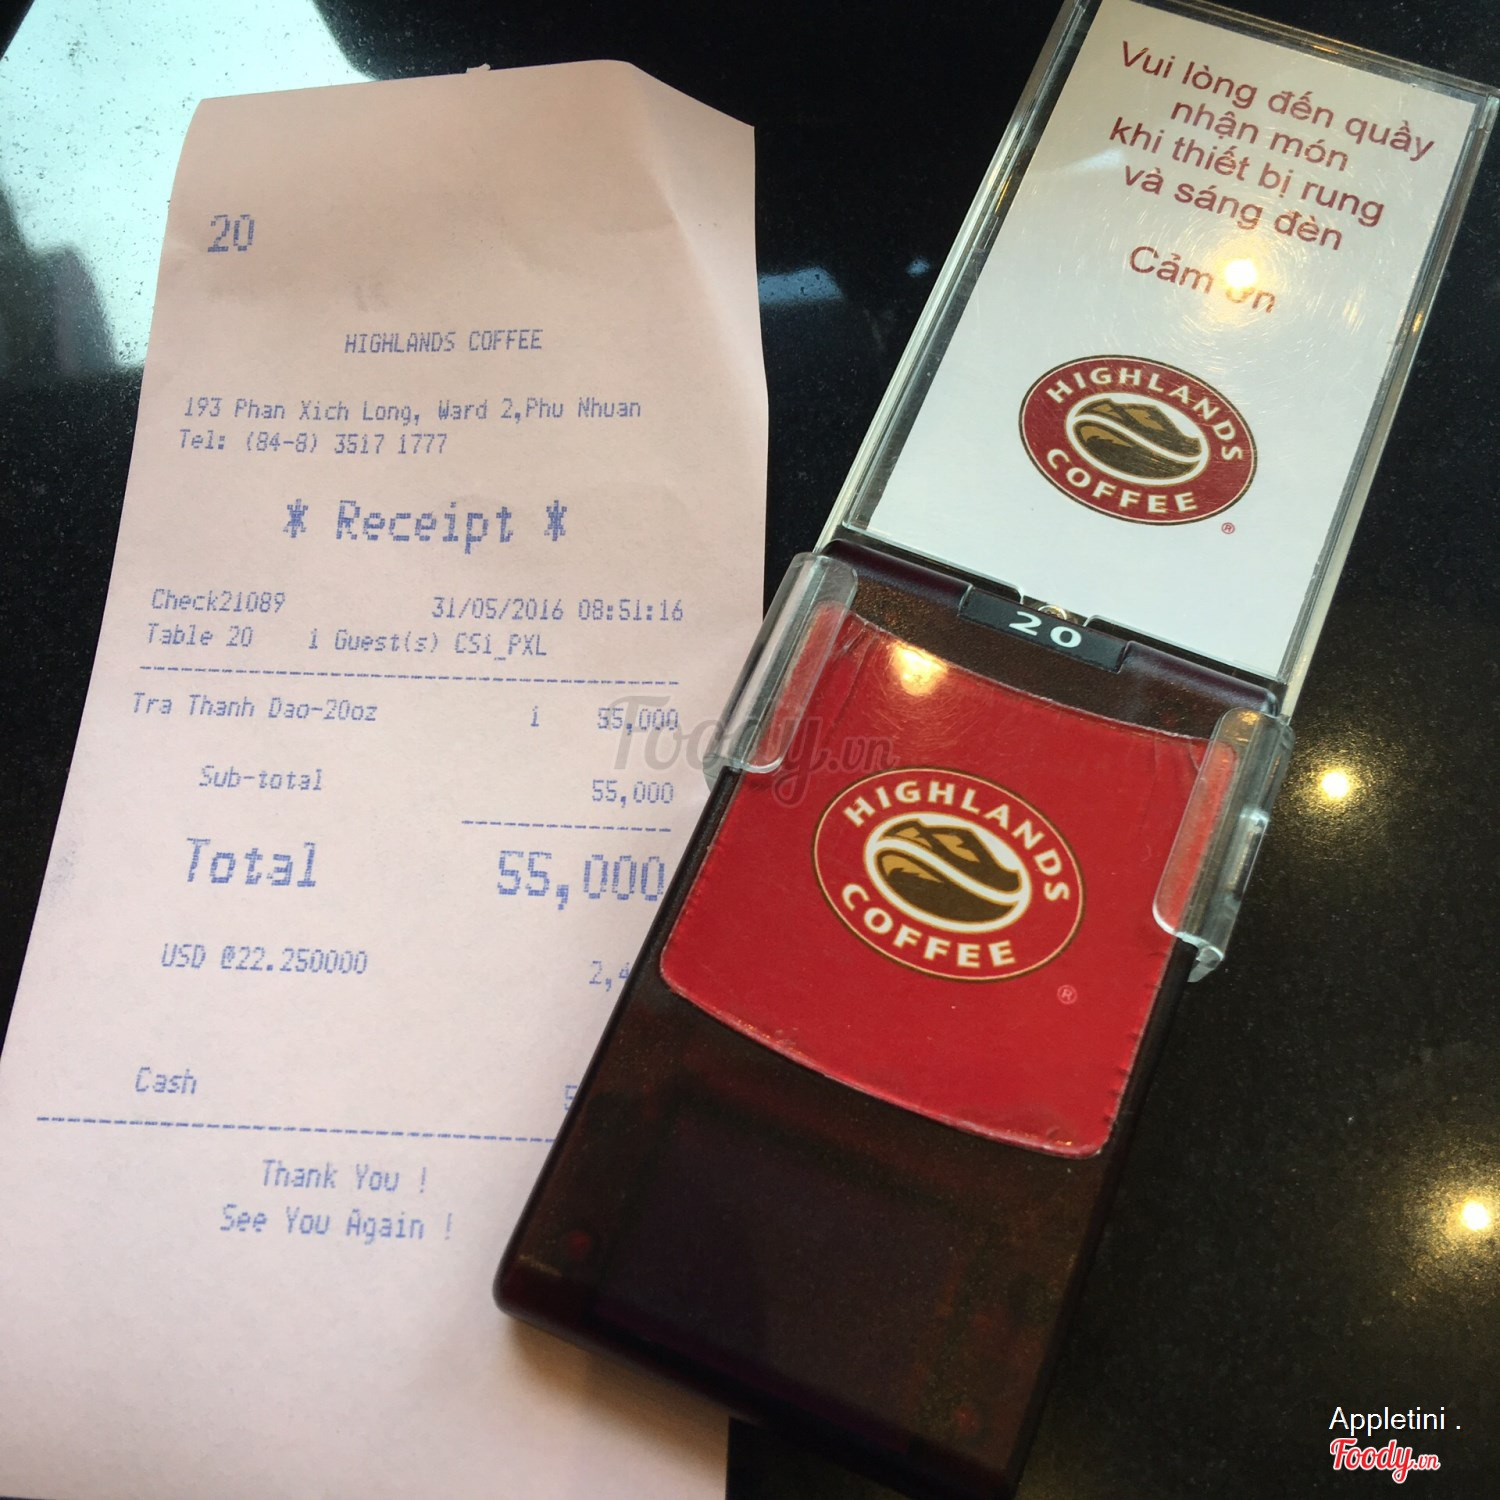 20
HIGHLANDS COFFEE
193 Phan Xich Long, Ward 2,Phu Nhuan
Tel: (84-8) 3517 1777
* Receipt *
Check21089 31/05/2016 08:51:16
Table 20 1 Guest(s) CS1_PXL
Tra Thanh Dao-20oz 1 55,000
Sub-total 55,000
Total 55,000
USD @22.250000
Cash
Thank You !
See You Again !
Vui lòng đến quầy
nhận món
khi thiết bị rung
và sáng đèn
Cảm ơn
HIGHLANDS
COFFEE
®
20
HIGHLANDS
COFFEE
®
Foody.vn
Appletini .
Foody.vn